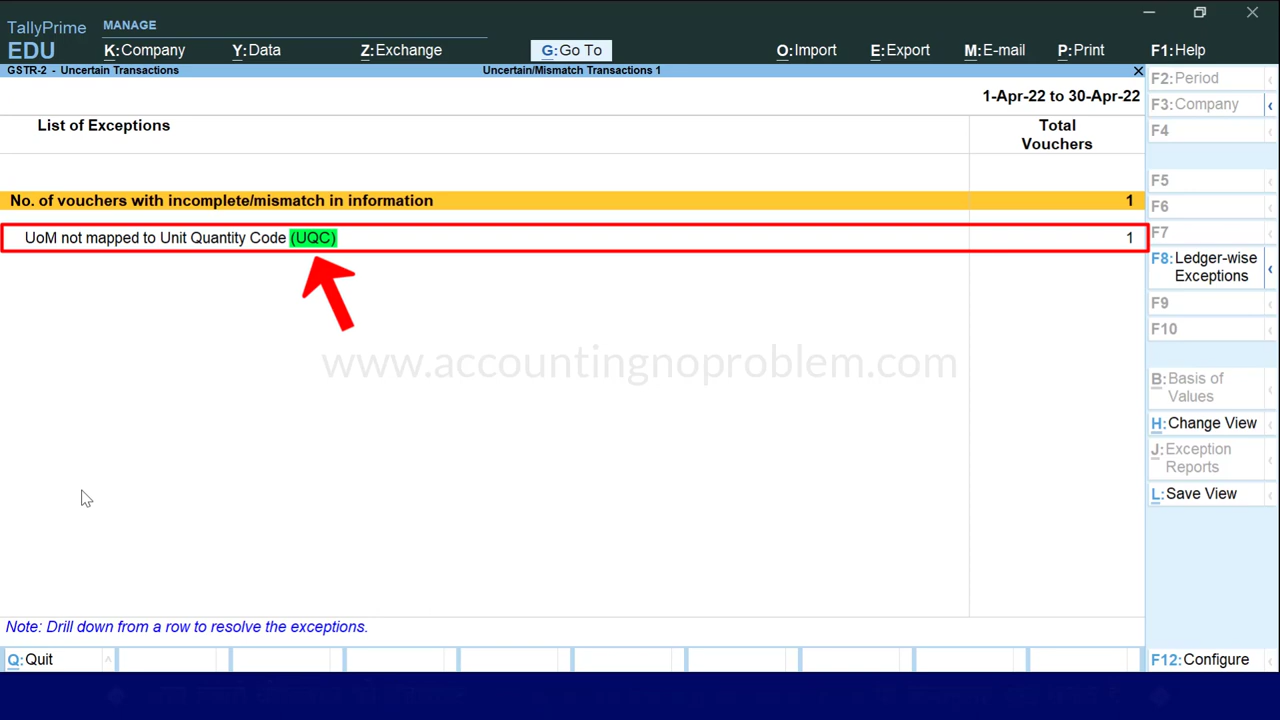 TallyPrime MANAGE
EDU K:Company Y:Data Z:Exchange G:Go To O:Import E:Export M:E-mail P:Print F1:Help
GSTR-2 - Uncertain Transactions Uncertain/Mismatch Transactions 1
1-Apr-22 to 30-Apr-22
List of Exceptions Total Vouchers
No. of vouchers with incomplete/mismatch in information 1
UoM not mapped to Unit Quantity Code (UQC) 1
www.accountingnoproblem.com
Note: Drill down from a row to resolve the exceptions.
Q:Quit
F2:Period
F3:Company
F4
F5
F6
F7
F8:Ledger-wise
Exceptions
F9
F10
B:Basis of
Values
H:Change View
J:Exception
Reports
L:Save View
F12:Configure